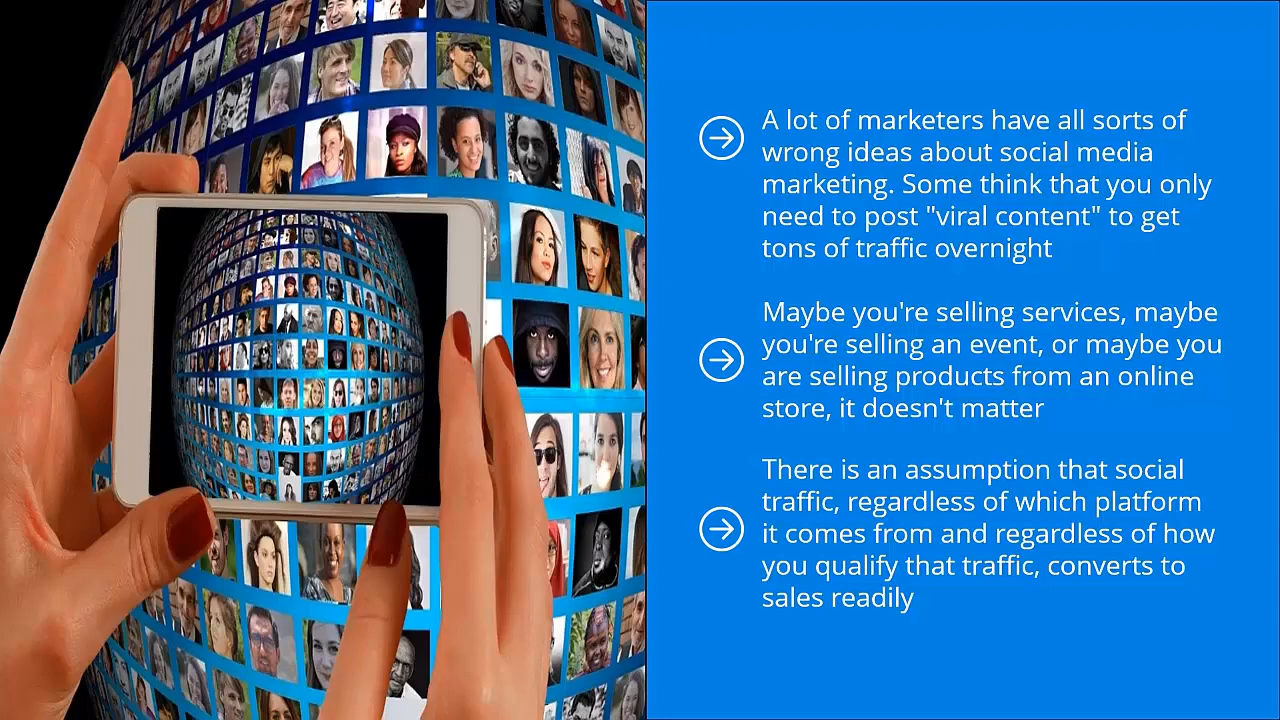 A lot of marketers have all sorts of
wrong ideas about social media
marketing. Some think that you only
need to post "viral content" to get
tons of traffic overnight
Maybe you're selling services, maybe
you're selling an event, or maybe you
are selling products from an online
store, it doesn't matter
There is an assumption that social
traffic, regardless of which platform
it comes from and regardless of how
you qualify that traffic, converts to
sales readily